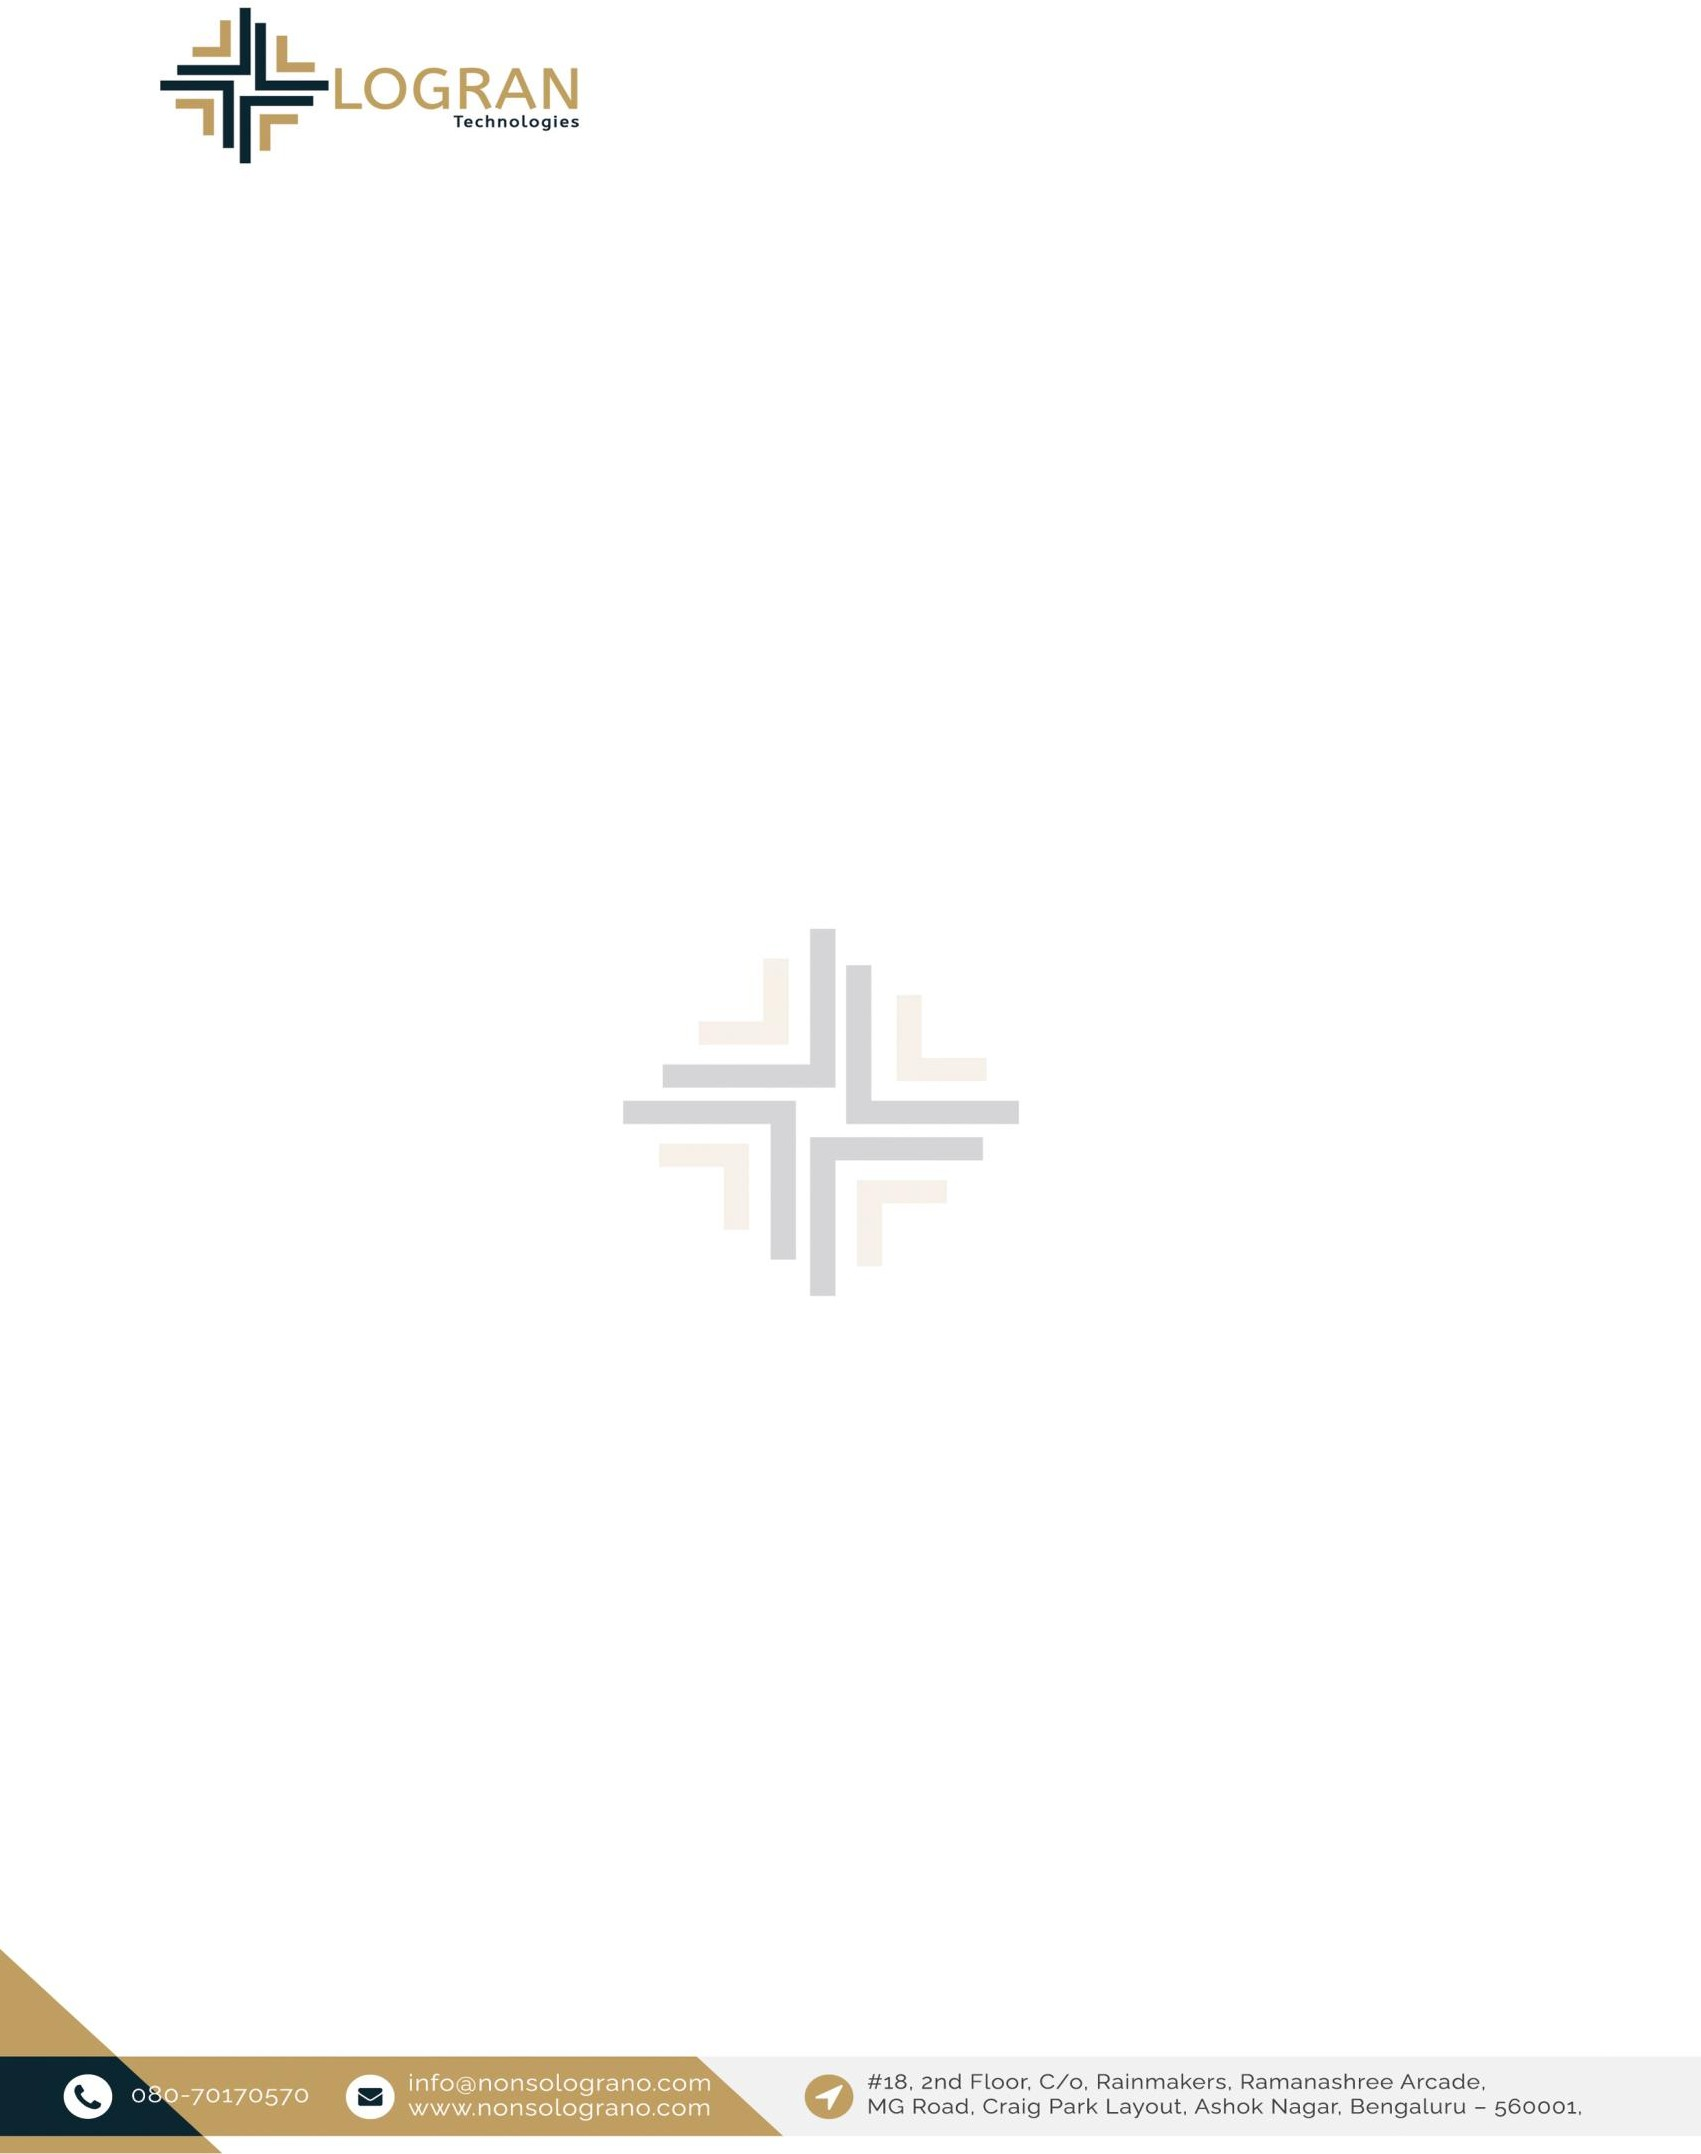 LOGRAN
Technologies
080-70170570
info@nonsolograno.com
www.nonsolograno.com
#18, 2nd Floor, C/o, Rainmakers, Ramanashree Arcade,
MG Road, Craig Park Layout, Ashok Nagar, Bengaluru – 560001,